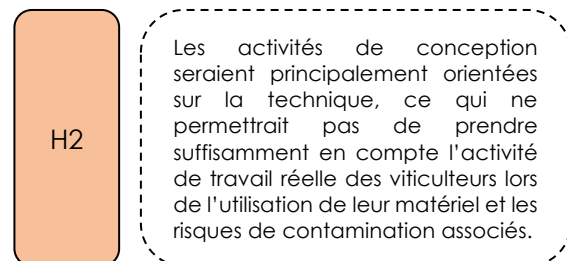 H2
Les activités de conception
seraient principalement orientées
sur la technique, ce qui ne
permettrait pas de prendre
suffisamment en compte l’activité
de travail réelle des viticulteurs lors
de l’utilisation de leur matériel et les
risques de contamination associés.